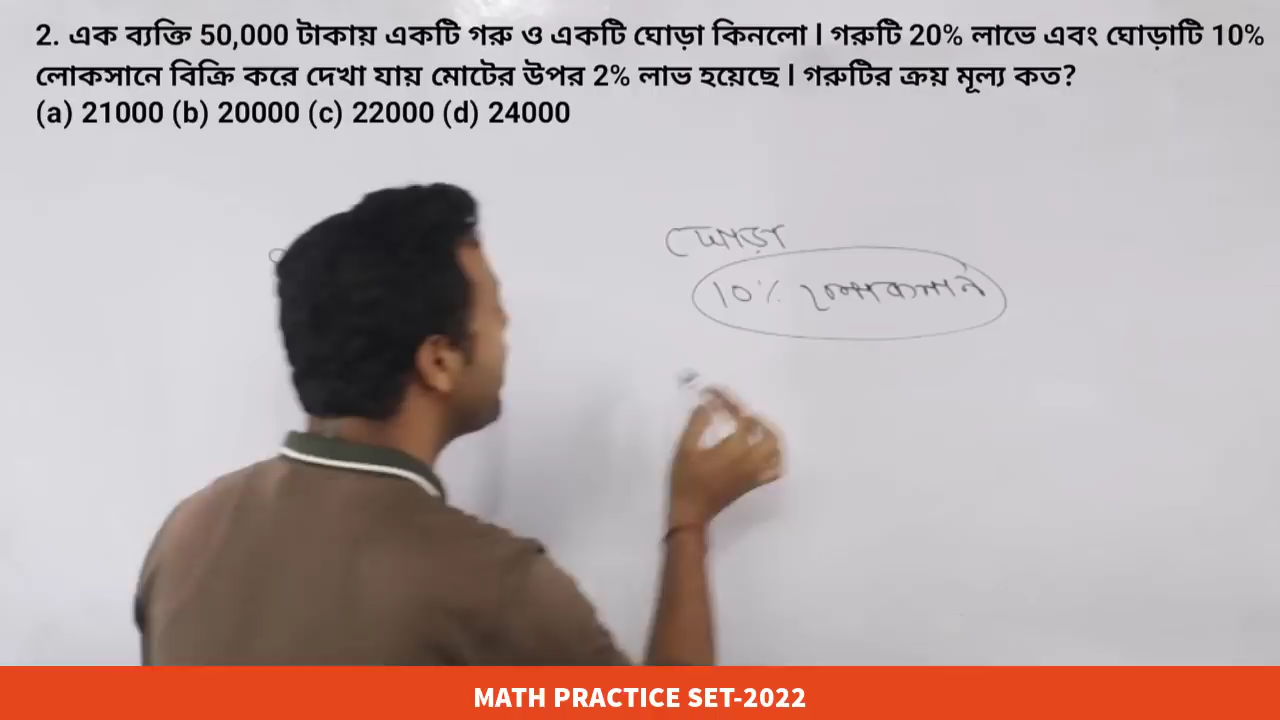 2. এক ব্যক্তি 50,000 টাকায় একটি গরু ও একটি ঘোড়া কিনলো l গরুটি 20% লাভে এবং ঘোড়াটি 10%
লোকসানে বিক্রি করে দেখা যায় মোটের উপর 2% লাভ হয়েছে l গরুটির ক্রয় মূল্য কত?
(a) 21000 (b) 20000 (c) 22000 (d) 24000
ঘোড়া
10% লোকসান
MATH PRACTICE SET-2022